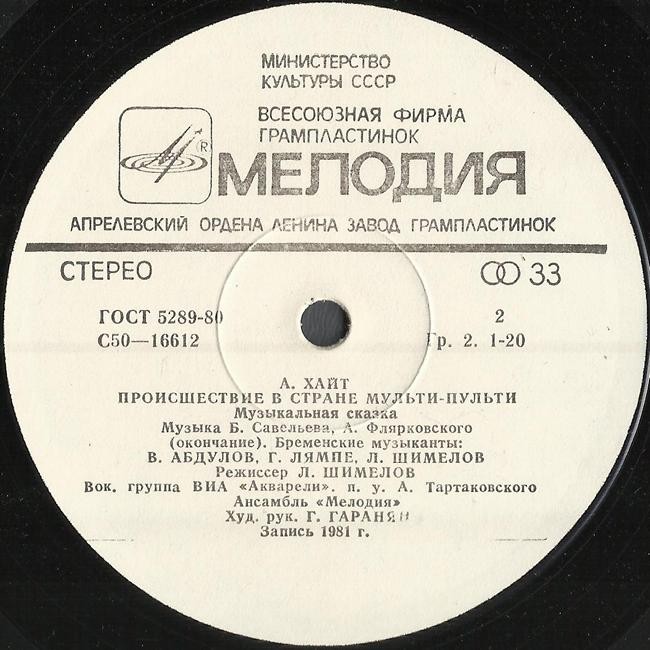 МИНИСТЕРСТВО
КУЛЬТУРЫ СССР
ВСЕСОЮЗНАЯ ФИРМА
ГРАМПЛАСТИНОК
®
МЕЛОДИЯ
АПРЕЛЕВСКИЙ ОРДЕНА ЛЕНИНА ЗАВОД ГРАМПЛАСТИНОК
СТЕРЕО 33
ГОСТ 5289-80 2
С50—16612 Гр. 2. 1-20
А. ХАЙТ
ПРОИСШЕСТВИЕ В СТРАНЕ МУЛЬТИ-ПУЛЬТИ
Музыкальная сказка
Музыка Б. Савельева, А. Флярковского
(окончание). Бременские музыканты:
В. АБДУЛОВ, Г. ЛЯМПЕ, Л. ШИМЕЛОВ
Режиссер Л. ШИМЕЛОВ
Вок. группа ВИА «Акварели». п. у А. Тартаковского
Ансамбль «Мелодия»
Худ. рук. Г. ГАРАНЯН
Запись 1981 г.